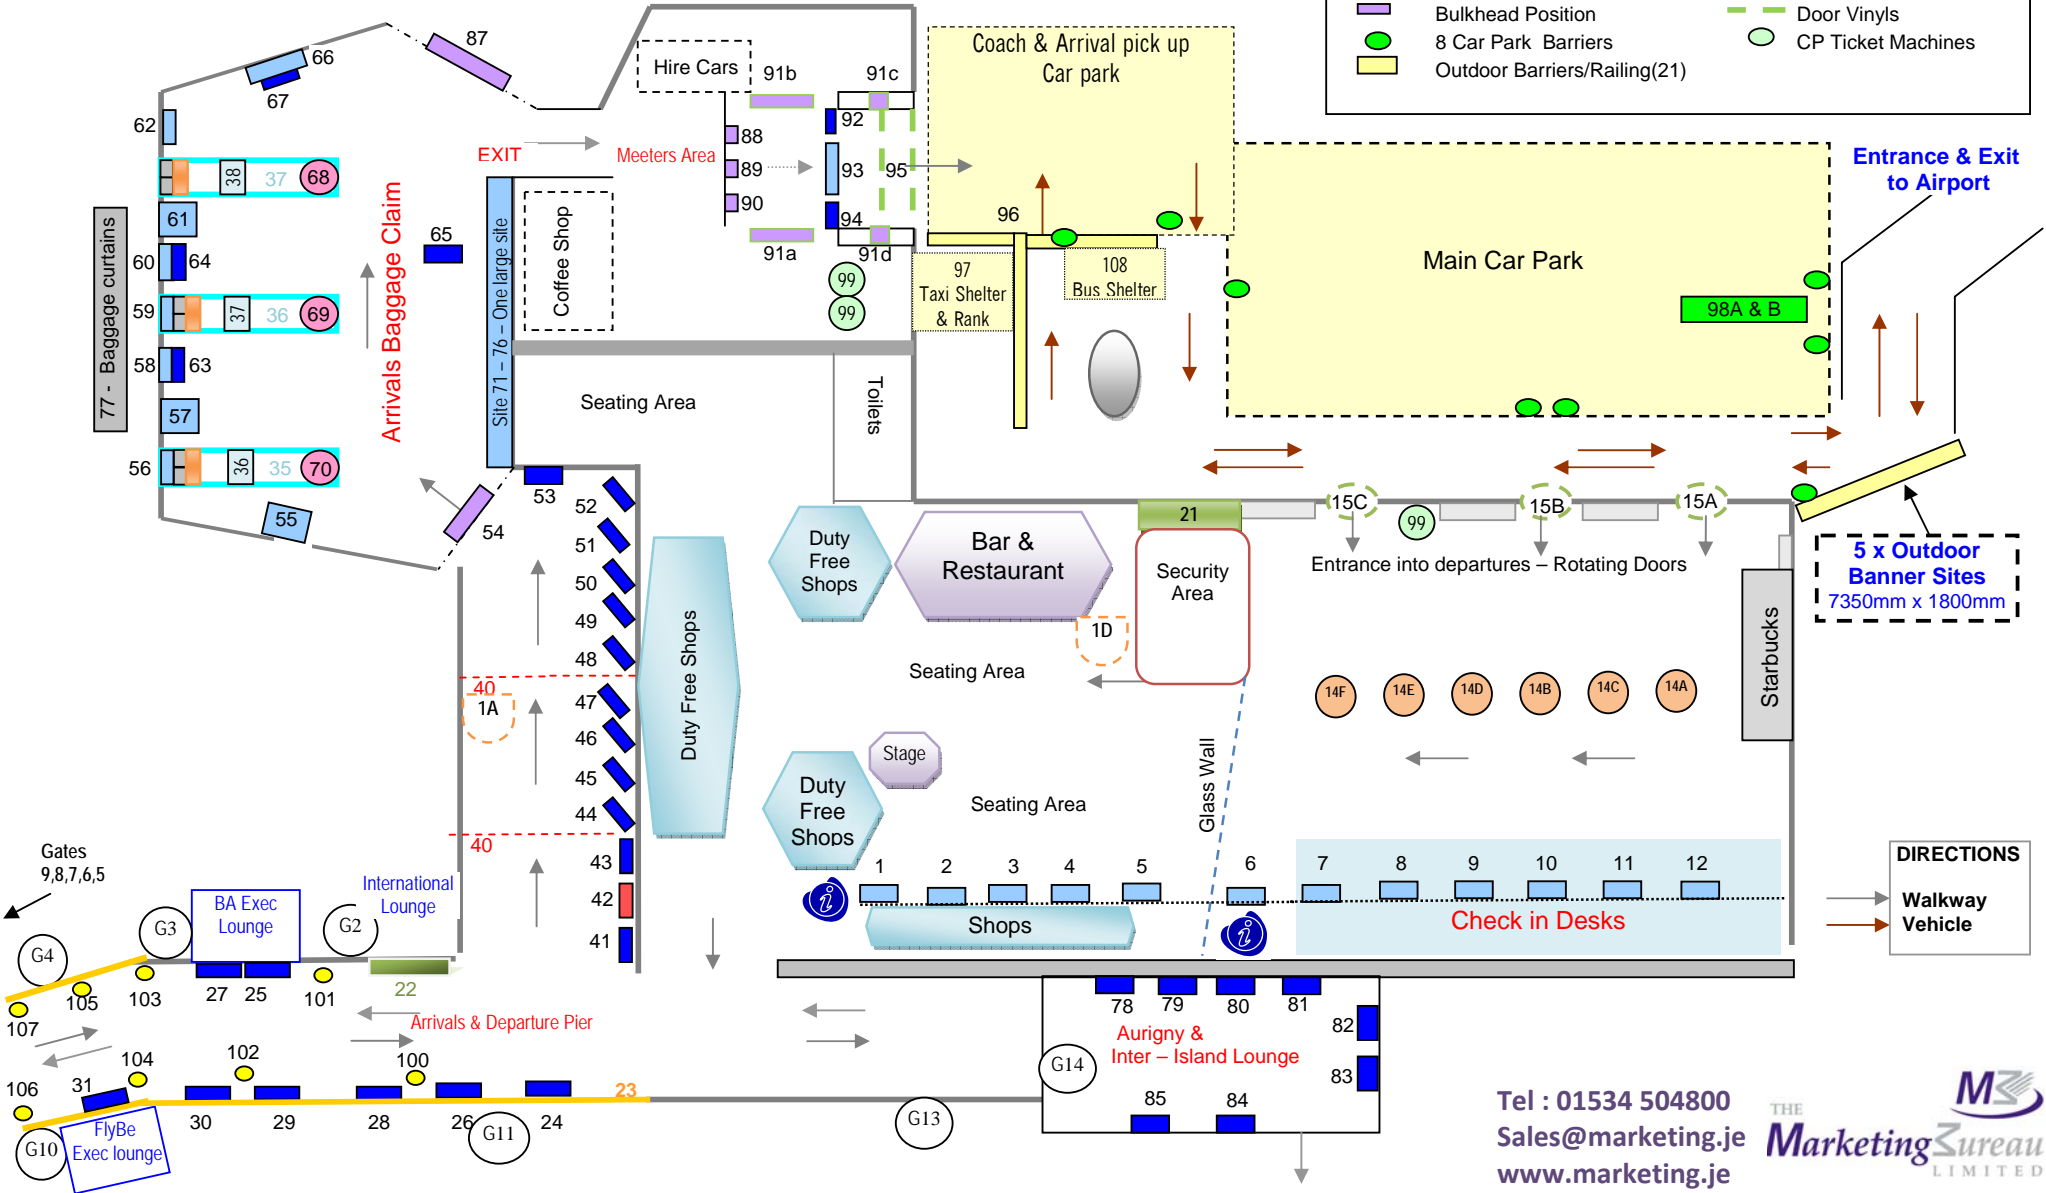 Bulkhead Position
Door Vinyls
8 Car Park Barriers
CP Ticket Machines
Outdoor Barriers/Railing(21)
87
66
67
62
Hire Cars
91b
91c
92
88
89
90
93
95
94
91a
91d
Coach & Arrival pick up
Car park
EXIT
Meeters Area
38
37
68
61
60
64
65
59
37
36
69
58
63
57
56
36
35
70
55
54
77 - Baggage curtains
Arrivals Baggage Claim
Site 71 – 76 – One large site
Coffee Shop
99
99
96
97
Taxi Shelter
& Rank
108
Bus Shelter
Main Car Park
98A & B
Entrance & Exit
to Airport
Seating Area
Toilets
53
52
51
50
49
48
40
1A
47
46
45
44
40
43
42
41
Duty Free Shops
Duty
Free
Shops
Bar &
Restaurant
21
Security
Area
1D
Seating Area
15C
99
15B
15A
Entrance into departures – Rotating Doors
5 x Outdoor
Banner Sites
7350mm x 1800mm
14F
14E
14D
14B
14C
14A
Starbucks
Stage
Duty
Free
Shops
Seating Area
Glass Wall
1
2
3
4
5
6
7
8
9
10
11
12
i
Shops
i
Check in Desks
DIRECTIONS
Walkway
Vehicle
Gates
9,8,7,6,5
BA Exec
Lounge
International
Lounge
G4
G3
G2
107
105
103
27
25
101
22
Arrivals & Departure Pier
106
31
104
102
100
23
30
29
28
26
24
G10
FlyBe
Exec lounge
G11
G13
G14
78
79
80
81
82
83
Aurigny &
Inter – Island Lounge
85
84
Tel : 01534 504800
Sales@marketing.je
www.marketing.je
THE
Marketing Bureau
LIMITED